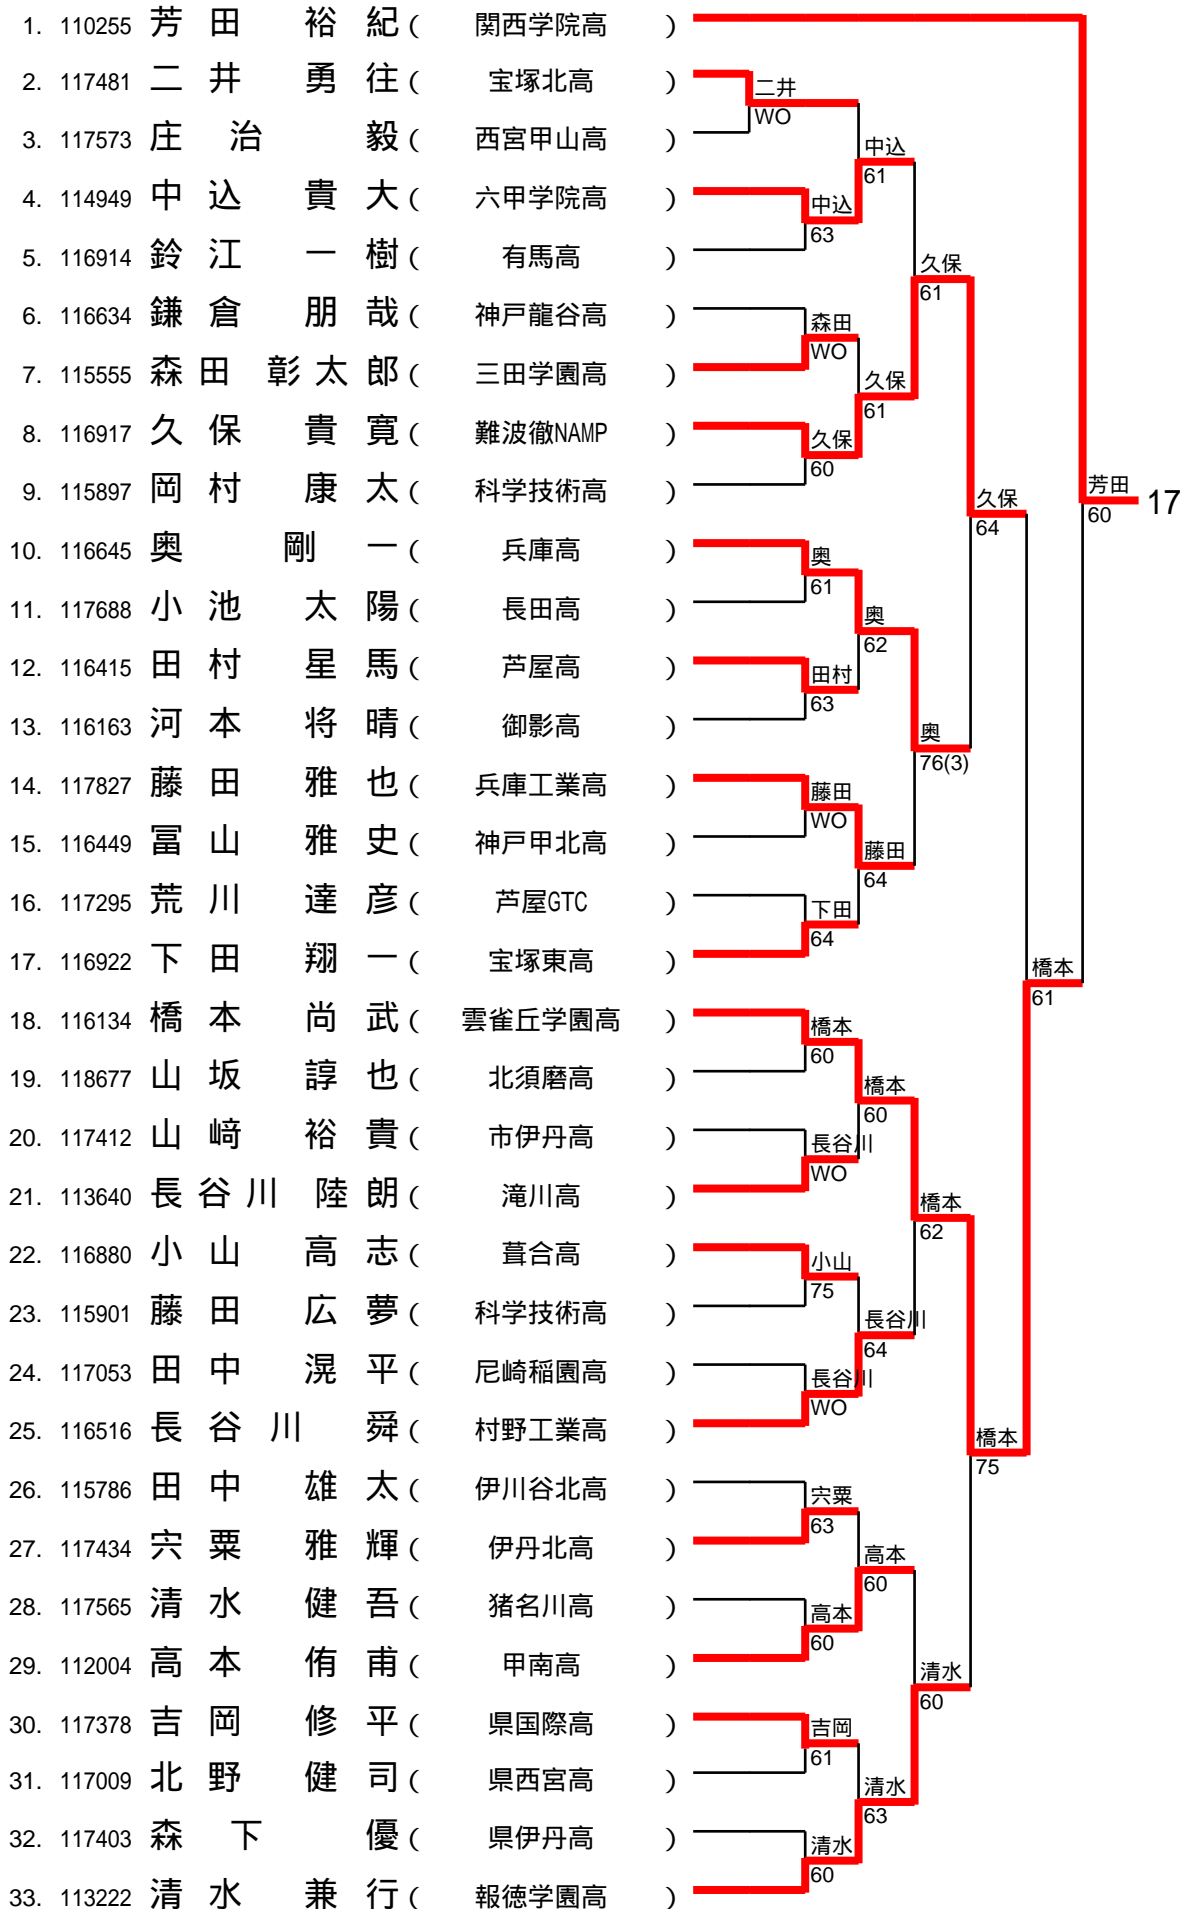 1. 110255 芳田 裕紀 ( 関西学院高 )
2. 117481 二井 勇往 ( 宝塚北高 )
二井
WO
3. 117573 庄治 毅 ( 西宮甲山高 )
中込
61
4. 114949 中込 貴大 ( 六甲学院高 )
中込
63
5. 116914 鈴江 一樹 ( 有馬高 )
久保
61
6. 116634 鎌倉 朋哉 ( 神戸龍谷高 )
森田
WO
7. 115555 森田 彰太郎 ( 三田学園高 )
久保
61
8. 116917 久保 貴寛 ( 難波徹NAMP )
久保
60
9. 115897 岡村 康太 ( 科学技術高 )
久保
64
芳田
60
17
10. 116645 奥 剛一 ( 兵庫高 )
奥
61
11. 117688 小池 太陽 ( 長田高 )
奥
62
12. 116415 田村 星馬 ( 芦屋高 )
田村
63
13. 116163 河本 将晴 ( 御影高 )
奥
76(3)
14. 117827 藤田 雅也 ( 兵庫工業高 )
藤田
WO
15. 116449 冨山 雅史 ( 神戸甲北高 )
藤田
64
16. 117295 荒川 達彦 ( 芦屋GTC )
下田
64
17. 116922 下田 翔一 ( 宝塚東高 )
橋本
61
18. 116134 橋本 尚武 ( 雲雀丘学園高 )
橋本
60
19. 118677 山坂 諄也 ( 北須磨高 )
橋本
60
20. 117412 山﨑 裕貴 ( 市伊丹高 )
長谷川
WO
21. 113640 長谷川 陸朗 ( 滝川高 )
橋本
62
22. 116880 小山 高志 ( 葺合高 )
小山
75
23. 115901 藤田 広夢 ( 科学技術高 )
長谷川
64
24. 117053 田中 滉平 ( 尼崎稲園高 )
長谷川
WO
25. 116516 長谷川 舜 ( 村野工業高 )
橋本
75
26. 115786 田中 雄太 ( 伊川谷北高 )
宍粟
63
27. 117434 宍粟 雅輝 ( 伊丹北高 )
高本
60
28. 117565 清水 健吾 ( 猪名川高 )
高本
60
29. 112004 高本 侑甫 ( 甲南高 )
清水
60
30. 117378 吉岡 修平 ( 県国際高 )
吉岡
61
31. 117009 北野 健司 ( 県西宮高 )
清水
63
32. 117403 森下 優 ( 県伊丹高 )
清水
60
33. 113222 清水 兼行 ( 報徳学園高 )